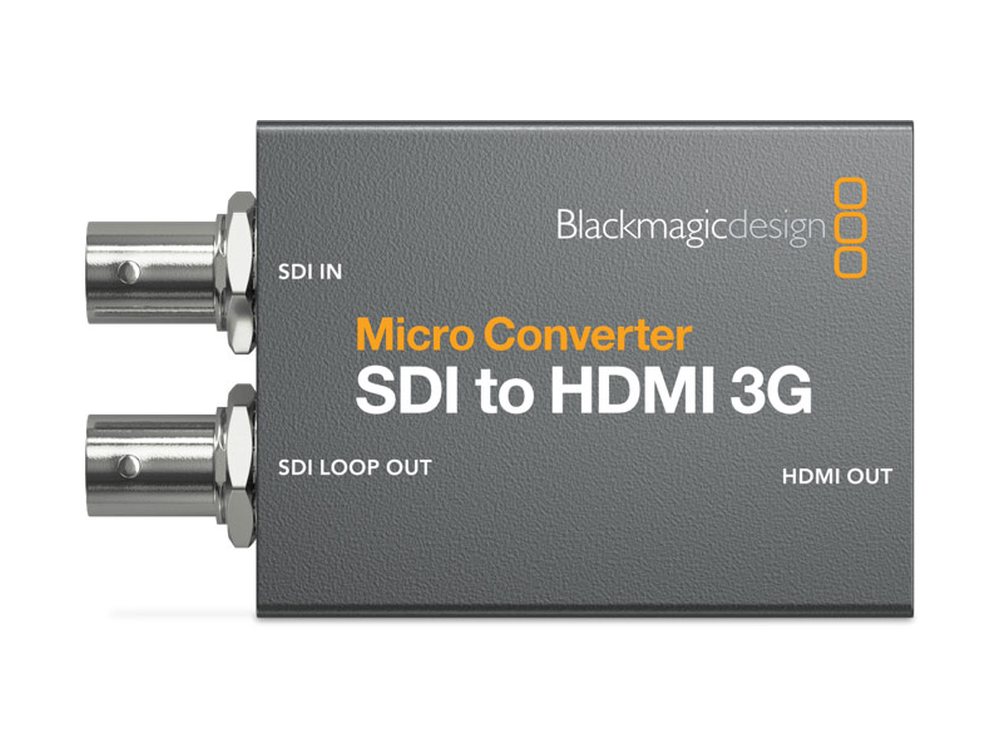 Blackmagicdesign
SDI IN
Micro Converter
SDI to HDMI 3G
SDI LOOP OUT
HDMI OUT